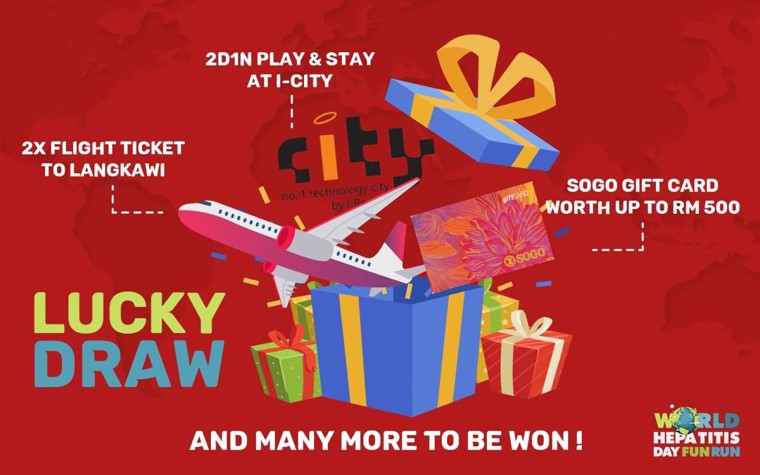 2D1N PLAY & STAY
AT I-CITY
2X FLIGHT TICKET
TO LANGKAWI
city
no. 1 technology city
SOGO GIFT CARD
WORTH UP TO RM 500
SOGO
LUCKY
DRAW
AND MANY MORE TO BE WON !
WORLD
HEPATITIS
DAY FUN RUN